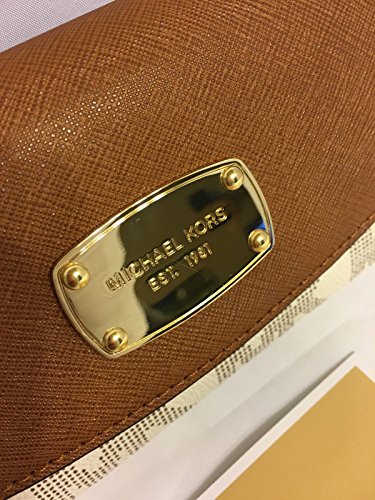 MICHAEL KORS
EST. 1981